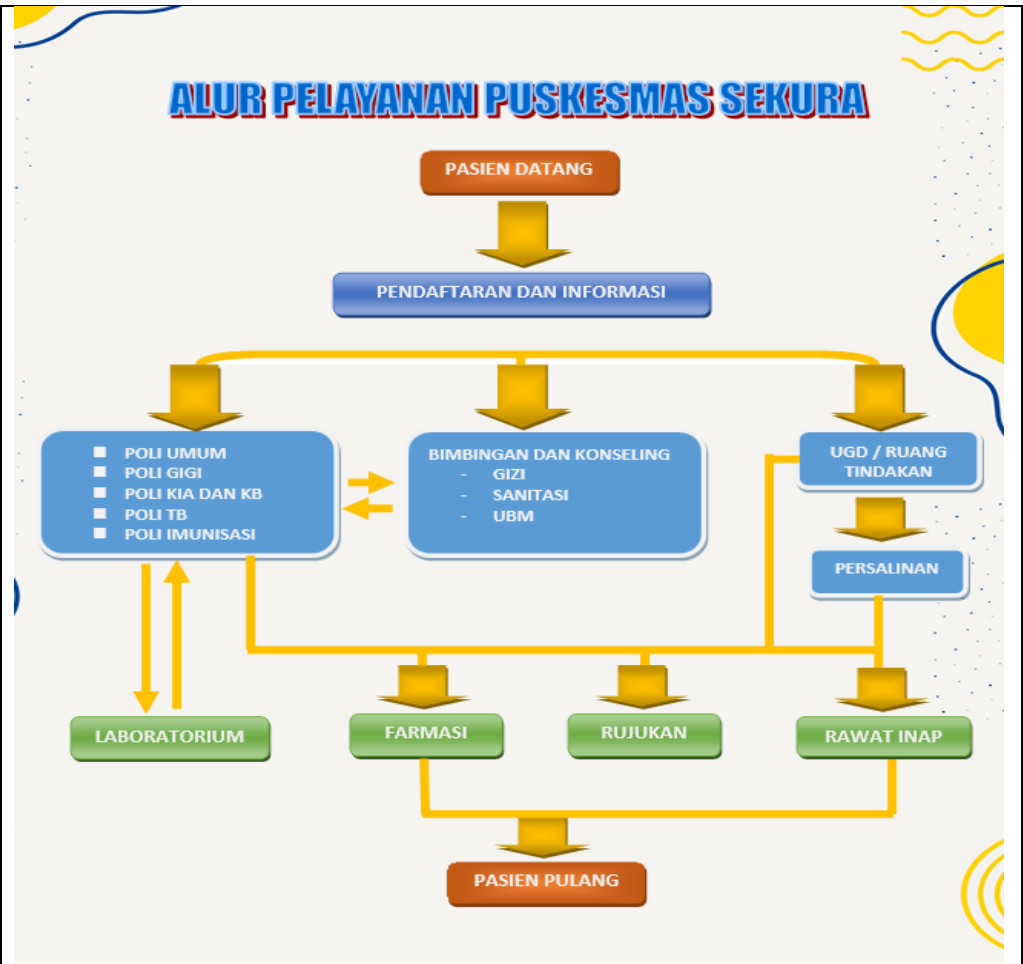 ALUR PELAYANAN PUSKESMAS SEKURA
PASIEN DATANG
PENDAFTARAN DAN INFORMASI
POLI UMUM
POLI GIGI
POLI KIA DAN KB
POLI TB
POLI IMUNISASI
BIMBINGAN DAN KONSELING
- GIZI
- SANITASI
- UBM
UGD / RUANG
TINDAKAN
PERSALINAN
LABORATORIUM
FARMASI
RUJUKAN
RAWAT INAP
PASIEN PULANG